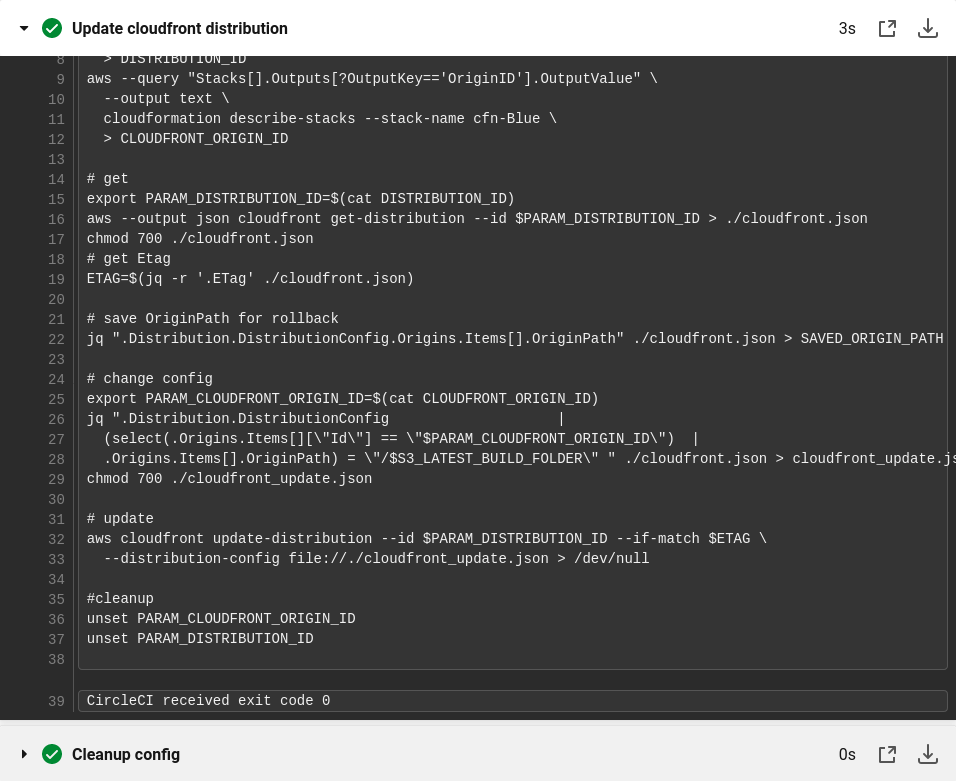 Update cloudfront distribution 3s
8 > DISTRIBUTION_ID
9 aws --query "Stacks[].Outputs[?OutputKey=='OriginID'].OutputValue" \
10 --output text \
11 cloudformation describe-stacks --stack-name cfn-Blue \
12 > CLOUDFRONT_ORIGIN_ID
13
14 # get
15 export PARAM_DISTRIBUTION_ID=$(cat DISTRIBUTION_ID)
16 aws --output json cloudfront get-distribution --id $PARAM_DISTRIBUTION_ID > ./cloudfront.json
17 chmod 700 ./cloudfront.json
18 # get Etag
19 ETAG=$(jq -r '.ETag' ./cloudfront.json)
20
21 # save OriginPath for rollback
22 jq ".Distribution.DistributionConfig.Origins.Items[].OriginPath" ./cloudfront.json > SAVED_ORIGIN_PATH
23
24 # change config
25 export PARAM_CLOUDFRONT_ORIGIN_ID=$(cat CLOUDFRONT_ORIGIN_ID)
26 jq ".Distribution.DistributionConfig |
27 (select(.Origins.Items[][\"Id\"] == \"$PARAM_CLOUDFRONT_ORIGIN_ID\") |
28 .Origins.Items[].OriginPath) = \"/$S3_LATEST_BUILD_FOLDER\" " ./cloudfront.json > cloudfront_update.js
29 chmod 700 ./cloudfront_update.json
30
31 # update
32 aws cloudfront update-distribution --id $PARAM_DISTRIBUTION_ID --if-match $ETAG \
33 --distribution-config file://./cloudfront_update.json > /dev/null
34
35 #cleanup
36 unset PARAM_CLOUDFRONT_ORIGIN_ID
37 unset PARAM_DISTRIBUTION_ID
38
39 CircleCI received exit code 0
Cleanup config 0s